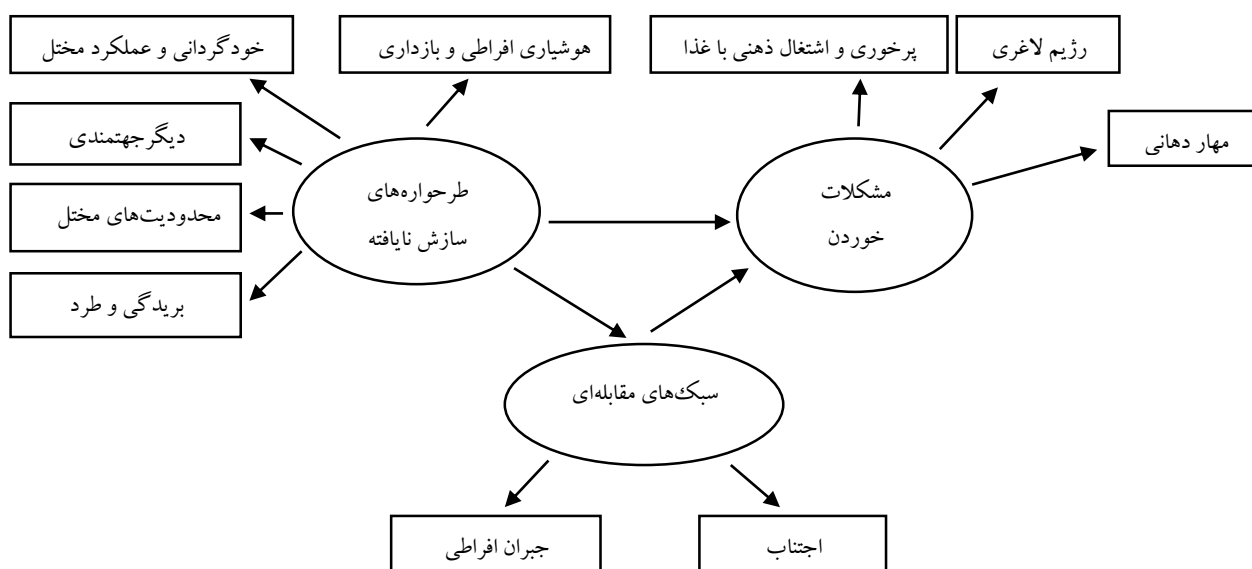 رژیم لاغری
پرخوری و اشتغال ذهنی با غذا
هوشیاری افراطی و بازداری
خودگردانی و عملکرد مختل
دیگرجهتمندی
مهار دهانی
محدودیت‌های مختل
طرحواره‌های
سازش نایافته
مشکلات
خوردن
بریدگی و طرد
سبک‌های مقابله‌ای
اجتناب
جبران افراطی